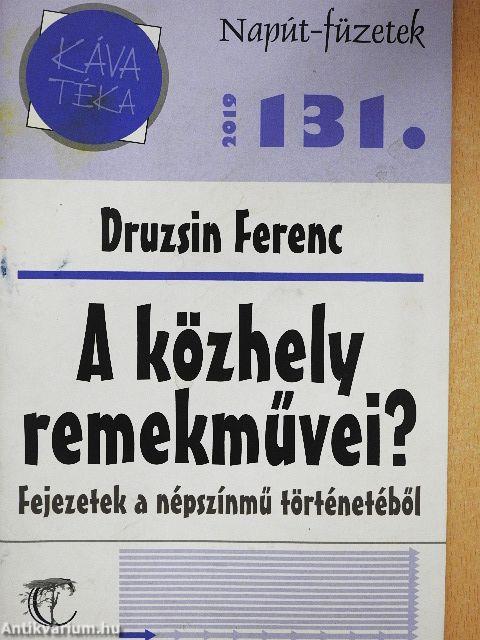 KÁVA
TÉKA
Napút-füzetek
2019
131.
Druzsin Ferenc
A közhely
remekművei?
Fejezetek a népszínmű történetéből
Antikvarium.hu